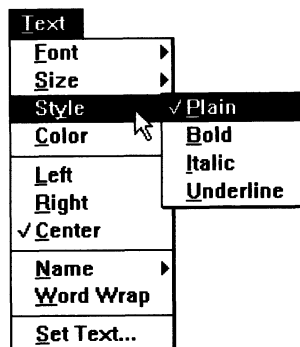 Text
Font
Size
Style
Color
Left
Right
✓Center
Name
Word Wrap
Set Text...
✓Plain
Bold
Italic
Underline